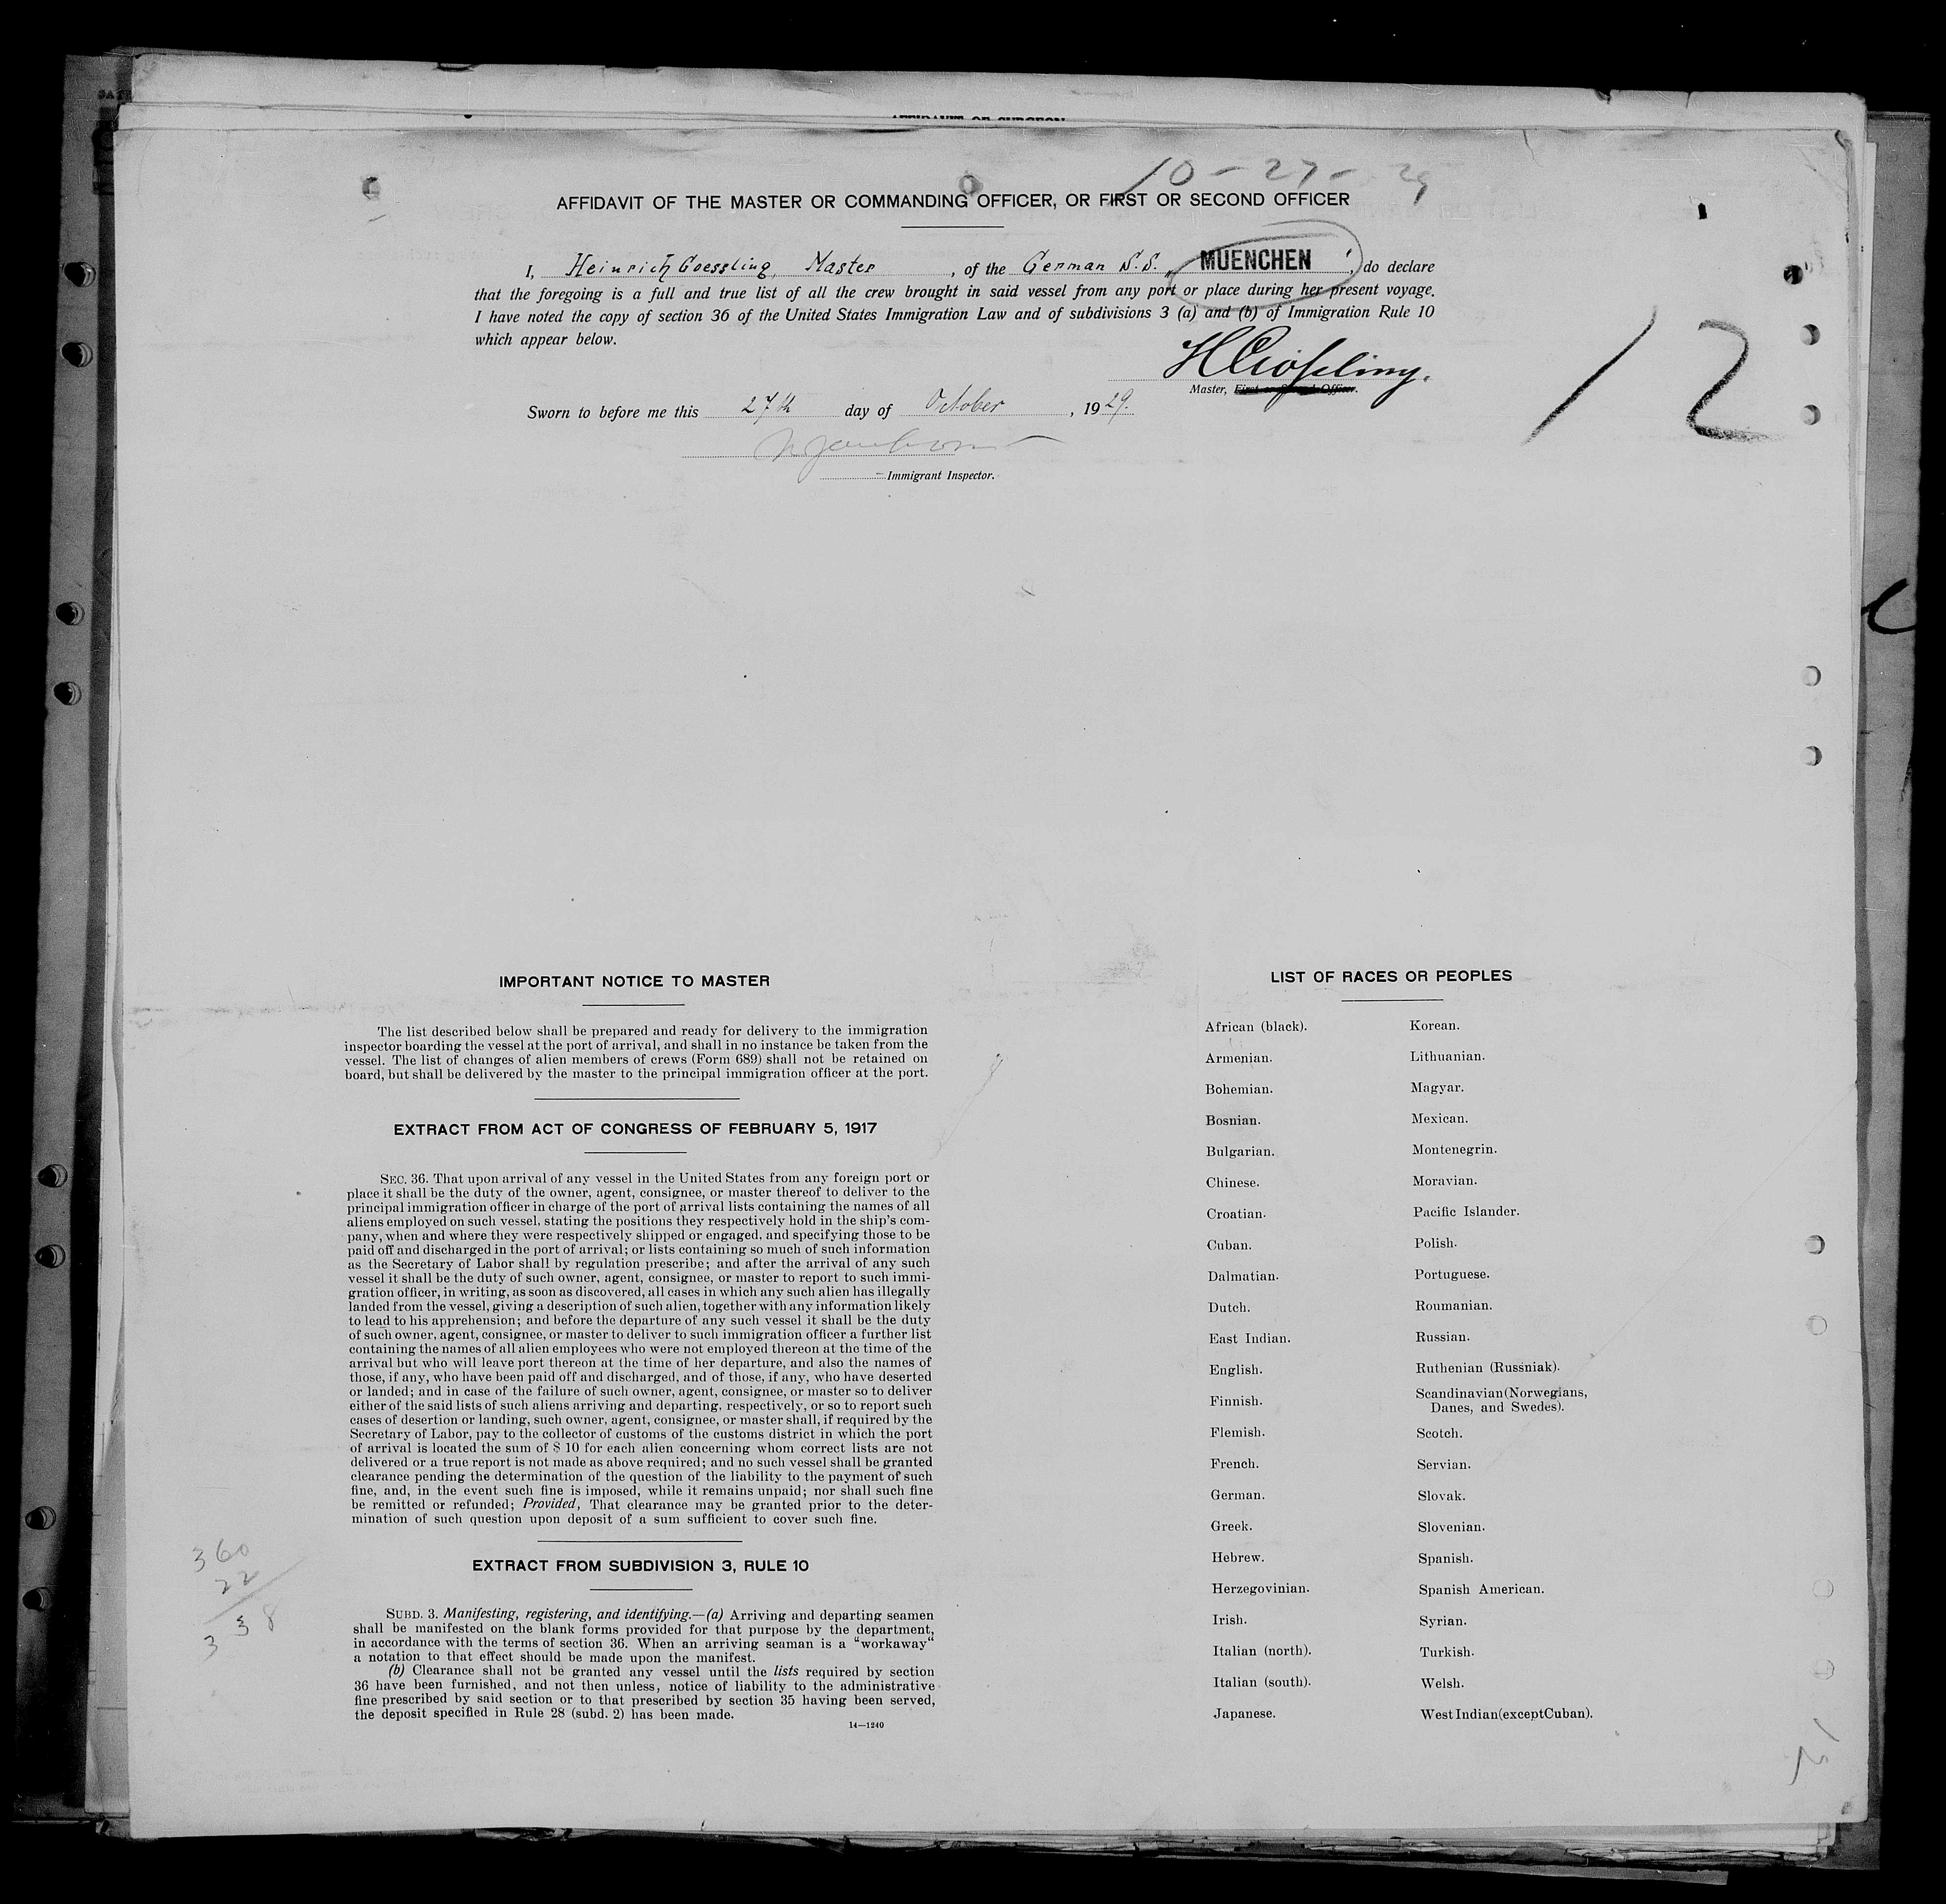 10-27-29
AFFIDAVIT OF THE MASTER OR COMMANDING OFFICER, OR FIRST OR SECOND OFFICER
I, Heinrich Goessling, Master, of the German S.S. „MUENCHEN“, do declare
that the foregoing is a full and true list of all the crew brought in said vessel from any port or place during her present voyage.
I have noted the copy of section 36 of the United States Immigration Law and of subdivisions 3 (a) and (b) of Immigration Rule 10
which appear below.
HGössling.
Master, First or Second Officer.
12
Sworn to before me this 27th day of October, 1929.
Immigrant Inspector.
IMPORTANT NOTICE TO MASTER
The list described below shall be prepared and ready for delivery to the immigration
inspector boarding the vessel at the port of arrival, and shall in no instance be taken from the
vessel. The list of changes of alien members of crews (Form 689) shall not be retained on
board, but shall be delivered by the master to the principal immigration officer at the port.
EXTRACT FROM ACT OF CONGRESS OF FEBRUARY 5, 1917
SEC. 36. That upon arrival of any vessel in the United States from any foreign port or
place it shall be the duty of the owner, agent, consignee, or master thereof to deliver to the
principal immigration officer in charge of the port of arrival lists containing the names of all
aliens employed on such vessel, stating the positions they respectively hold in the ship's com-
pany, when and where they were respectively shipped or engaged, and specifying those to be
paid off and discharged in the port of arrival; or lists containing so much of such information
as the Secretary of Labor shall by regulation prescribe; and after the arrival of any such
vessel it shall be the duty of such owner, agent, consignee, or master to report to such immi-
gration officer, in writing, as soon as discovered, all cases in which any such alien has illegally
landed from the vessel, giving a description of such alien, together with any information likely
to lead to his apprehension; and before the departure of any such vessel it shall be the duty
of such owner, agent, consignee, or master to deliver to such immigration officer a further list
containing the names of all alien employees who were not employed thereon at the time of the
arrival but who will leave port thereon at the time of her departure, and also the names of
those, if any, who have been paid off and discharged, and of those, if any, who have deserted
or landed; and in case of the failure of such owner, agent, consignee, or master so to deliver
either of the said lists of such aliens arriving and departing, respectively, or so to report such
cases of desertion or landing, such owner, agent, consignee, or master shall, if required by the
Secretary of Labor, pay to the collector of customs of the customs district in which the port
of arrival is located the sum of $ 10 for each alien concerning whom correct lists are not
delivered or a true report is not made as above required; and no such vessel shall be granted
clearance pending the determination of the question of the liability to the payment of such
fine, and, in the event such fine is imposed, while it remains unpaid; nor shall such fine
be remitted or refunded; Provided, That clearance may be granted prior to the deter-
mination of such question upon deposit of a sum sufficient to cover such fine.
EXTRACT FROM SUBDIVISION 3, RULE 10
SUBD. 3. Manifesting, registering, and identifying.—(a) Arriving and departing seamen
shall be manifested on the blank forms provided for that purpose by the department,
in accordance with the terms of section 36. When an arriving seaman is a “workaway“
a notation to that effect should be made upon the manifest.
(b) Clearance shall not be granted any vessel until the lists required by section
36 have been furnished, and not then unless, notice of liability to the administrative
fine prescribed by said section or to that prescribed by section 35 having been served,
the deposit specified in Rule 28 (subd. 2) has been made.
14—1240
360
22
338
LIST OF RACES OR PEOPLES
African (black).
Armenian.
Bohemian.
Bosnian.
Bulgarian.
Chinese.
Croatian.
Cuban.
Dalmatian.
Dutch.
East Indian.
English.
Finnish.
Flemish.
French.
German.
Greek.
Hebrew.
Herzegovinian.
Irish.
Italian (north).
Italian (south).
Japanese.
Korean.
Lithuanian.
Magyar.
Mexican.
Montenegrin.
Moravian.
Pacific Islander.
Polish.
Portuguese.
Roumanian.
Russian.
Ruthenian (Russniak).
Scandinavian (Norwegians,
Danes, and Swedes).
Scotch.
Servian.
Slovak.
Slovenian.
Spanish.
Spanish American.
Syrian.
Turkish.
Welsh.
West Indian (except Cuban).